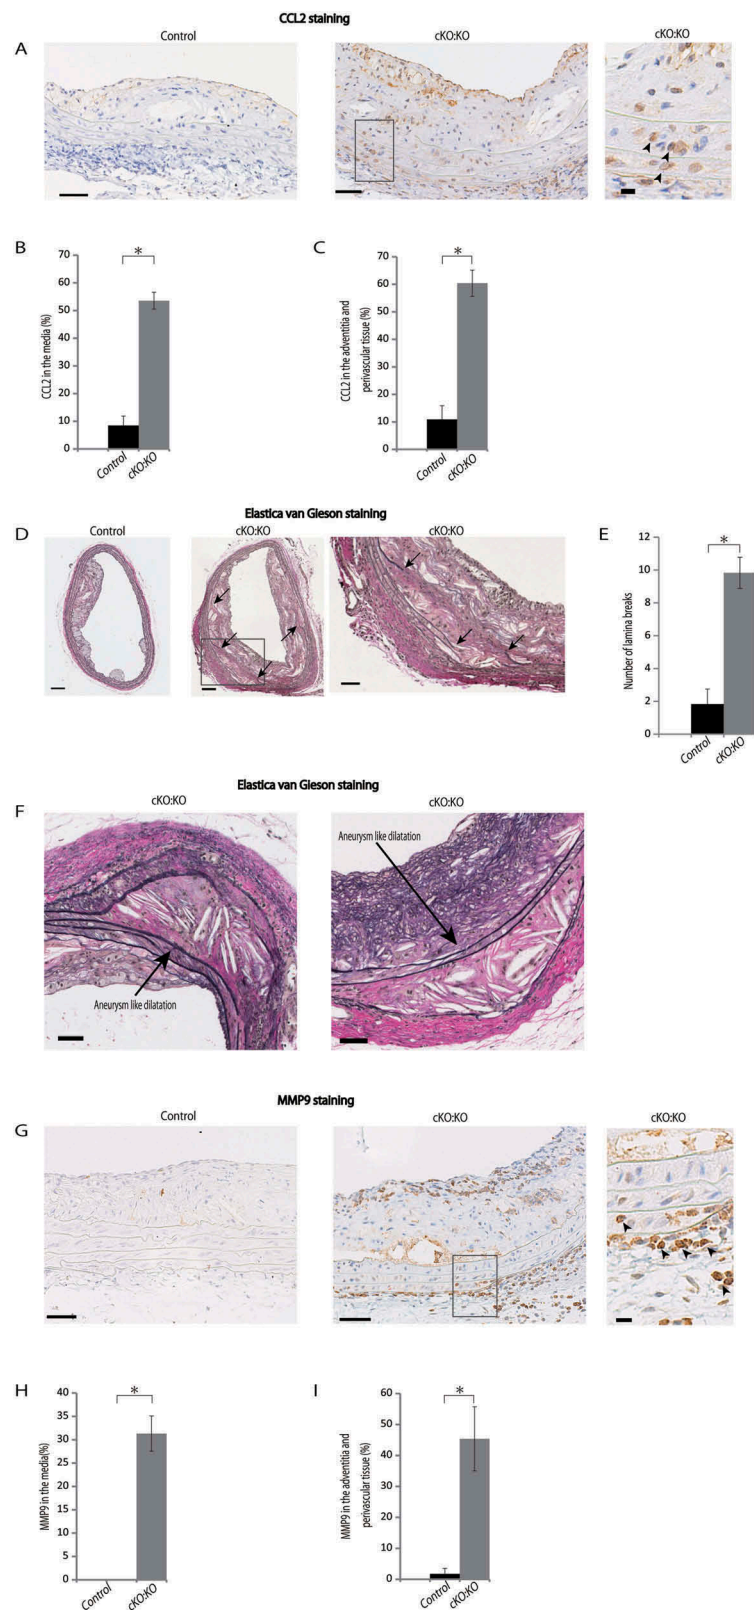 CCL2 staining
Control
cKO:KO
cKO:KO
A
B
70
60
50
40
30
20
10
0
CCL2 in the media (%)
*
Control
cKO:KO
C
70
60
50
40
30
20
10
0
CCL2 in the adventitia and
perivascular tissue (%)
*
Control
cKO:KO
Elastica van Gieson staining
D
Control
cKO:KO
cKO:KO
E
12
10
8
6
4
2
0
Number of lamina breaks
*
Control
cKO:KO
Elastica van Gieson staining
cKO:KO
cKO:KO
F
Aneurysm like dilatation
Aneurysm like dilatation
MMP9 staining
Control
cKO:KO
cKO:KO
G
H
40
35
30
25
20
15
10
5
0
MMP9 in the media(%)
*
Control
cKO:KO
I
60
50
40
30
20
10
0
MMP9 in the adventitia and
perivascular tissue (%)
*
Control
cKO:KO